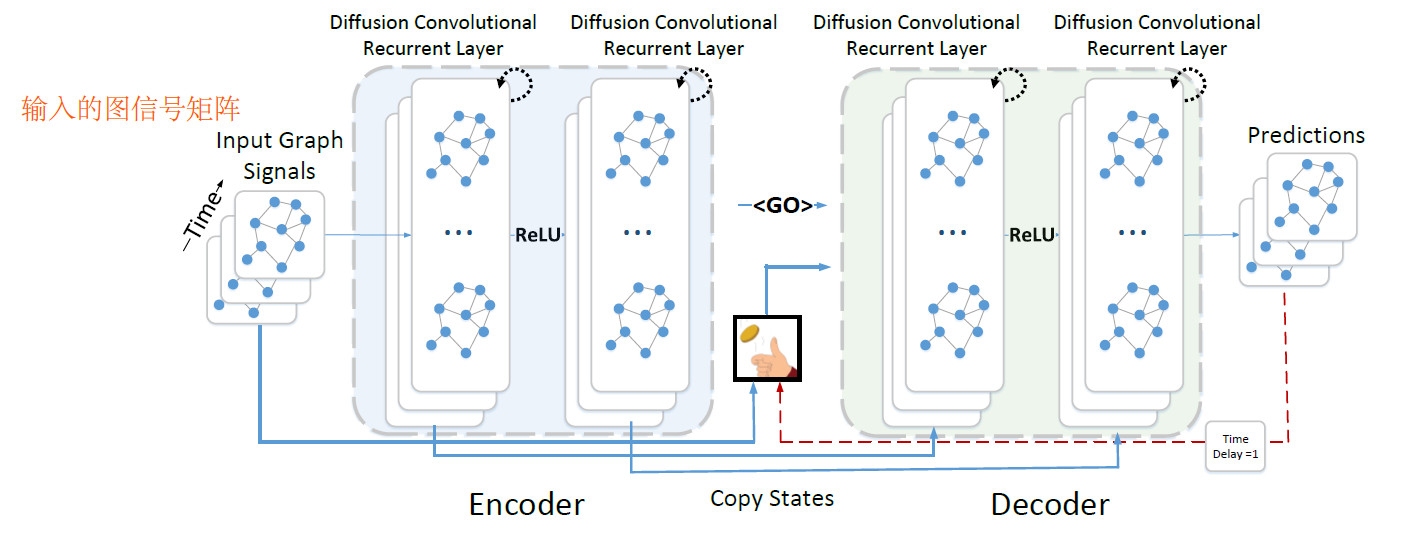 Diffusion Convolutional
Recurrent Layer
Diffusion Convolutional
Recurrent Layer
Diffusion Convolutional
Recurrent Layer
Diffusion Convolutional
Recurrent Layer
输入的图信号矩阵
Input Graph
Signals
Time
...
ReLU
...
<GO>
...
ReLU
...
Predictions
Time
Delay =1
Encoder
Copy States
Decoder